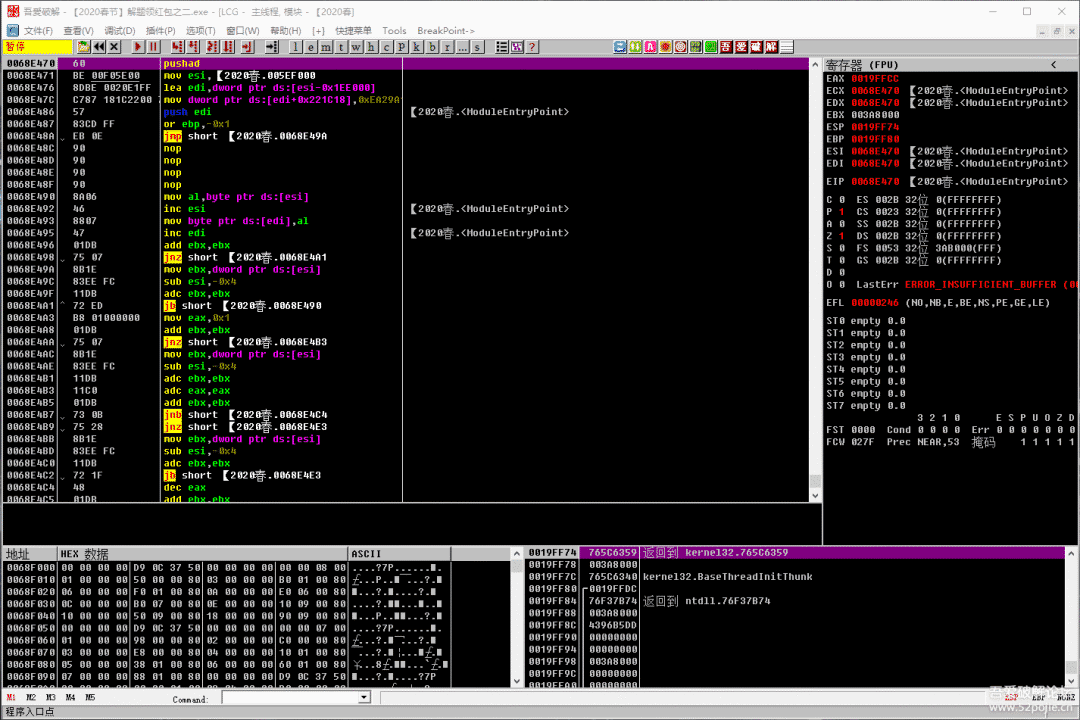 吾爱破解 - 【2020春节】解题领红包之二.exe - [LCG - 主线程, 模块 - 【2020春]
文件(F) 查看(V) 调试(D) 插件(P) 选项(T) 窗口(W) 帮助(H) [+] 快捷菜单 Tools BreakPoint->
暂停 l e m t w h c p k b r ... s ?
0068E470 60 pushad
0068E471 BE 00F05E00 mov esi,【2020春.005EF000
0068E476 8DBE 0020E1FF lea edi,dword ptr ds:[esi-0x1EE000]
0068E47C C787 181C2200 mov dword ptr ds:[edi+0x221C18],0xEA29A
0068E486 57 push edi 【2020春.<ModuleEntryPoint>
0068E487 83CD FF or ebp,-0x1
0068E48A EB 0E jmp short 【2020春.0068E49A
0068E48C 90 nop
0068E48D 90 nop
0068E48E 90 nop
0068E48F 90 nop
0068E490 8A06 mov al,byte ptr ds:[esi]
0068E492 46 inc esi 【2020春.<ModuleEntryPoint>
0068E493 8807 mov byte ptr ds:[edi],al
0068E495 47 inc edi 【2020春.<ModuleEntryPoint>
0068E496 01DB add ebx,ebx
0068E498 75 07 jnz short 【2020春.0068E4A1
0068E49A 8B1E mov ebx,dword ptr ds:[esi]
0068E49C 83EE FC sub esi,-0x4
0068E49F 11DB adc ebx,ebx
0068E4A1 72 ED jb short 【2020春.0068E490
0068E4A3 B8 01000000 mov eax,0x1
0068E4A8 01DB add ebx,ebx
0068E4AA 75 07 jnz short 【2020春.0068E4B3
0068E4AC 8B1E mov ebx,dword ptr ds:[esi]
0068E4AE 83EE FC sub esi,-0x4
0068E4B1 11DB adc ebx,ebx
0068E4B3 11C0 adc eax,eax
0068E4B5 01DB add ebx,ebx
0068E4B7 73 0B jnb short 【2020春.0068E4C4
0068E4B9 75 28 jnz short 【2020春.0068E4E3
0068E4BB 8B1E mov ebx,dword ptr ds:[esi]
0068E4BD 83EE FC sub esi,-0x4
0068E4C0 11DB adc ebx,ebx
0068E4C2 72 1F jb short 【2020春.0068E4E3
0068E4C4 48 dec eax
0068E4C5 01DB add ebx,ebx
寄存器 (FPU) <
EAX 0019FFCC
ECX 0068E470 【2020春.<ModuleEntryPoint>
EDX 0068E470 【2020春.<ModuleEntryPoint>
EBX 003A8000
ESP 0019FF74
EBP 0019FF80
ESI 0068E470 【2020春.<ModuleEntryPoint>
EDI 0068E470 【2020春.<ModuleEntryPoint>
EIP 0068E470 【2020春.<ModuleEntryPoint>
C 0 ES 002B 32位 0(FFFFFFFF)
P 1 CS 0023 32位 0(FFFFFFFF)
A 0 SS 002B 32位 0(FFFFFFFF)
Z 1 DS 002B 32位 0(FFFFFFFF)
S 0 FS 0053 32位 3AB000(FFF)
T 0 GS 002B 32位 0(FFFFFFFF)
D 0
O 0 LastErr ERROR_INSUFFICIENT_BUFFER (00
EFL 00000246 (NO,NB,E,BE,NS,PE,GE,LE)
ST0 empty 0.0
ST1 empty 0.0
ST2 empty 0.0
ST3 empty 0.0
ST4 empty 0.0
ST5 empty 0.0
ST6 empty 0.0
ST7 empty 0.0
3 2 1 0 E S P U O Z D
FST 0000 Cond 0 0 0 0 Err 0 0 0 0 0 0 0
FCW 027F Prec NEAR,53 掩码 1 1 1 1 1
地址 HEX 数据 ASCII
0068F000 00 00 00 00 D9 0C 37 50 00 00 00 00 00 00 08 80
0068F010 01 00 00 00 50 00 00 80 03 00 00 00 B0 01 00 80
0068F020 06 00 00 00 F0 01 00 80 0A 00 00 00 E0 06 00 80
0068F030 0C 00 00 00 B0 07 00 80 0E 00 00 00 10 09 00 80
0068F040 10 00 00 00 50 09 00 80 18 00 00 00 90 09 00 80
0068F050 00 00 00 00 D9 0C 37 50 00 00 00 00 00 00 07 00
0068F060 01 00 00 00 98 00 00 80 02 00 00 00 C0 00 00 80
0068F070 03 00 00 00 E8 00 00 80 04 00 00 00 10 01 00 80
0068F080 05 00 00 00 38 01 00 80 06 00 00 00 60 01 00 80
0068F090 07 00 00 00 88 01 00 80 00 00 00 00 D9 0C 37 50
0019FF74 765C6359 返回到 kernel32.765C6359
0019FF78 003A8000
0019FF7C 765C6340 kernel32.BaseThreadInitThunk
0019FF80 0019FFDC
0019FF84 76F37B74 返回到 ntdll.76F37B74
0019FF88 003A8000
0019FF8C 4396B5DD
0019FF90 00000000
0019FF94 00000000
0019FF98 003A8000
0019FF9C 00000000
0019FFA0 00000000
M1 M2 M3 M4 M5 Command: ESP EBP NONE
程序入口点
吾爱破解论坛
www.52pojie.cn